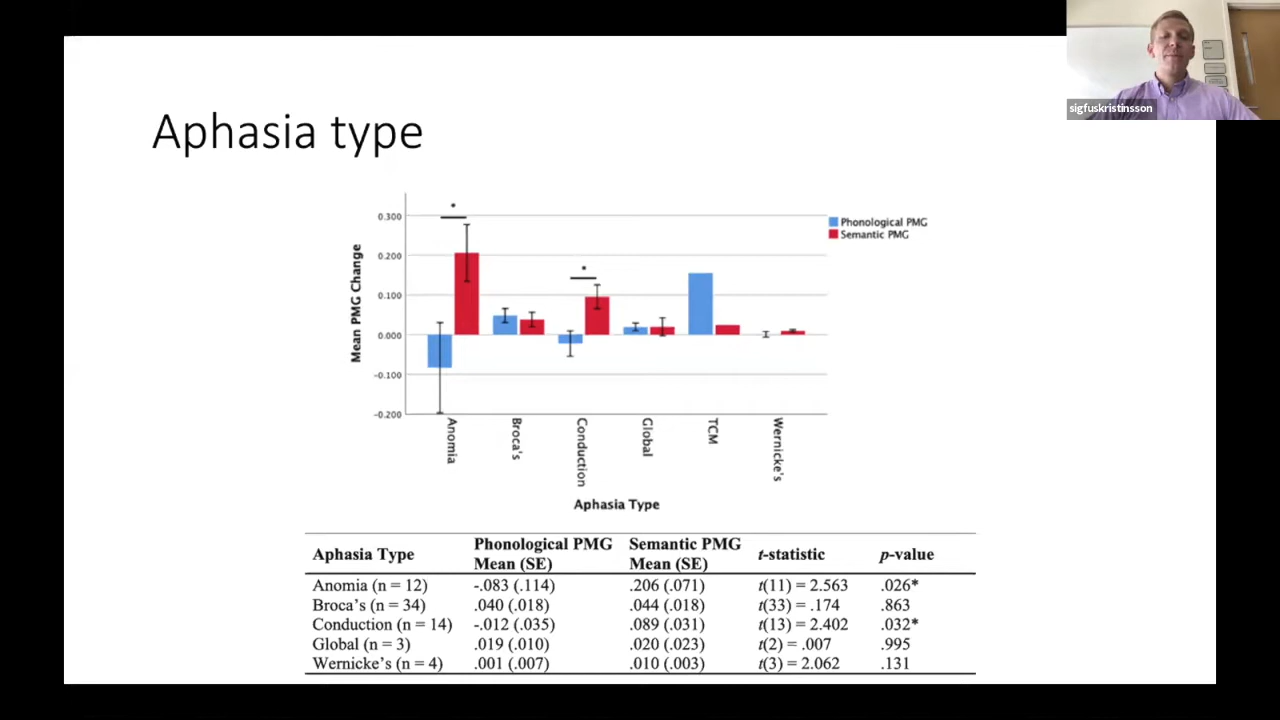 sigfuskristinsson
Aphasia type
*
*
0.300
0.200
0.100
0.000
-0.100
-0.200
Mean PMG Change
Phonological PMG
Semantic PMG
Anomia
Broca's
Conduction
Global
TCM
Wernicke's
Aphasia Type
Aphasia Type Phonological PMG Mean (SE) Semantic PMG Mean (SE) t-statistic p-value
Anomia (n = 12) -.083 (.114) .206 (.071) t(11) = 2.563 .026*
Broca's (n = 34) .040 (.018) .044 (.018) t(33) = .174 .863
Conduction (n = 14) -.012 (.035) .089 (.031) t(13) = 2.402 .032*
Global (n = 3) .019 (.010) .020 (.023) t(2) = .007 .995
Wernicke's (n = 4) .001 (.007) .010 (.003) t(3) = 2.062 .131